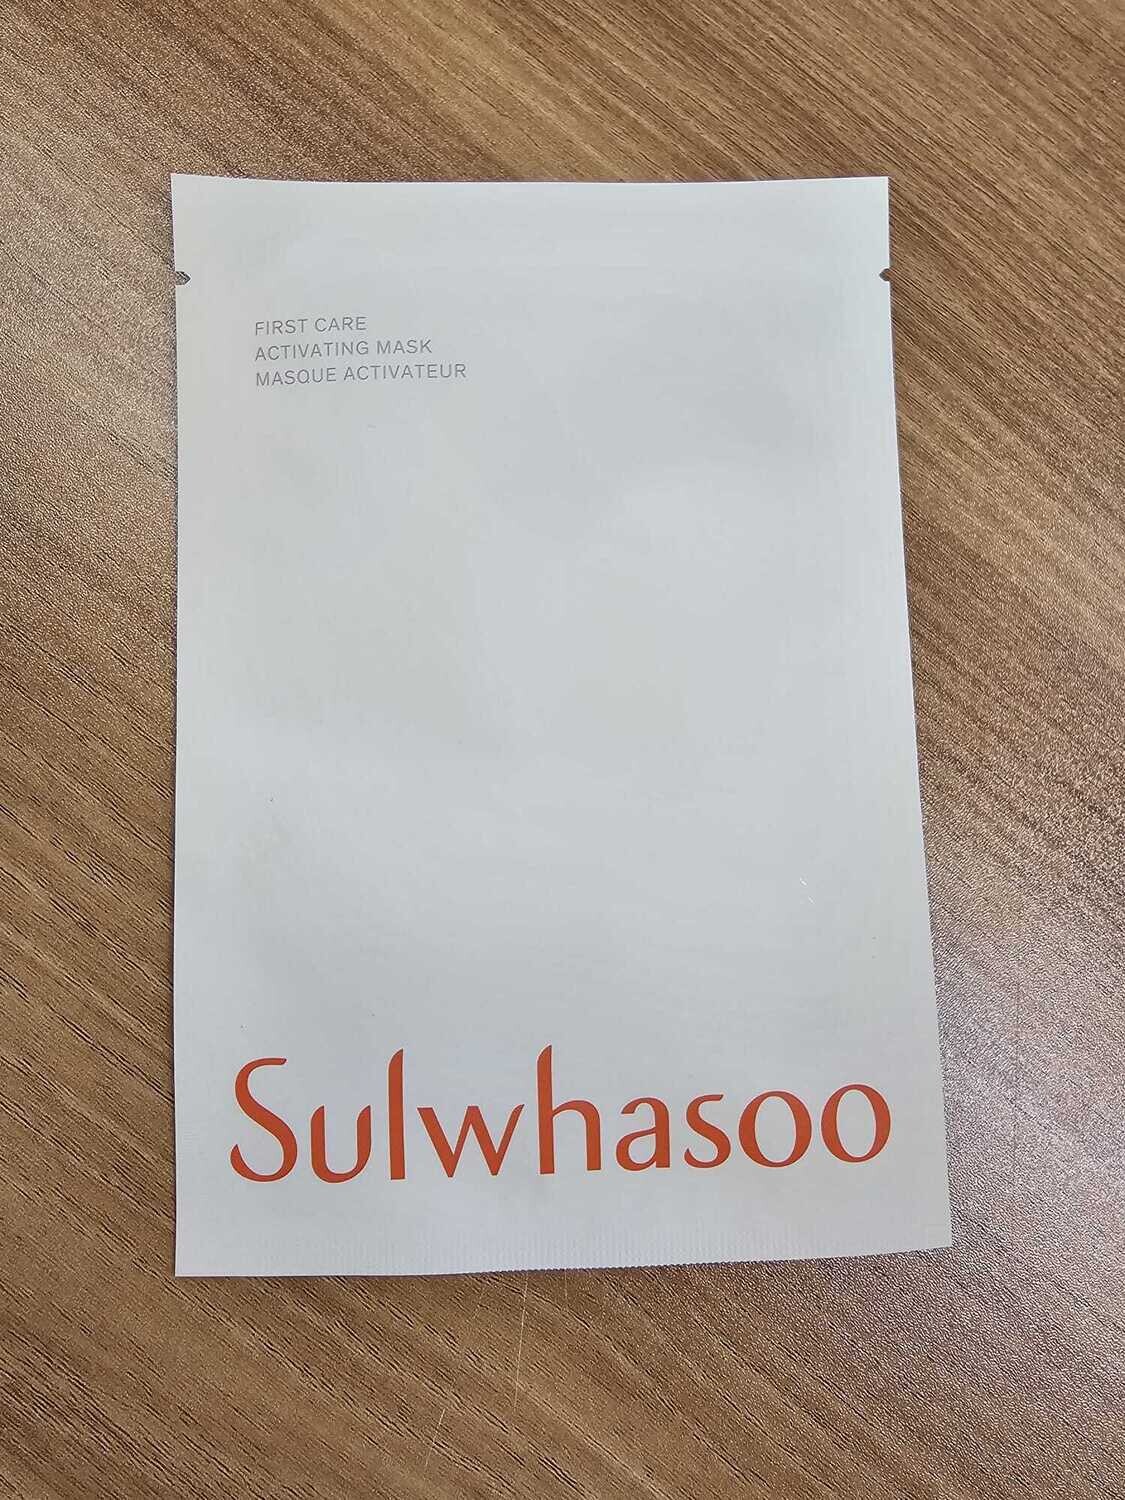 FIRST CARE
ACTIVATING MASK
MASQUE ACTIVATEUR
Sulwhasoo